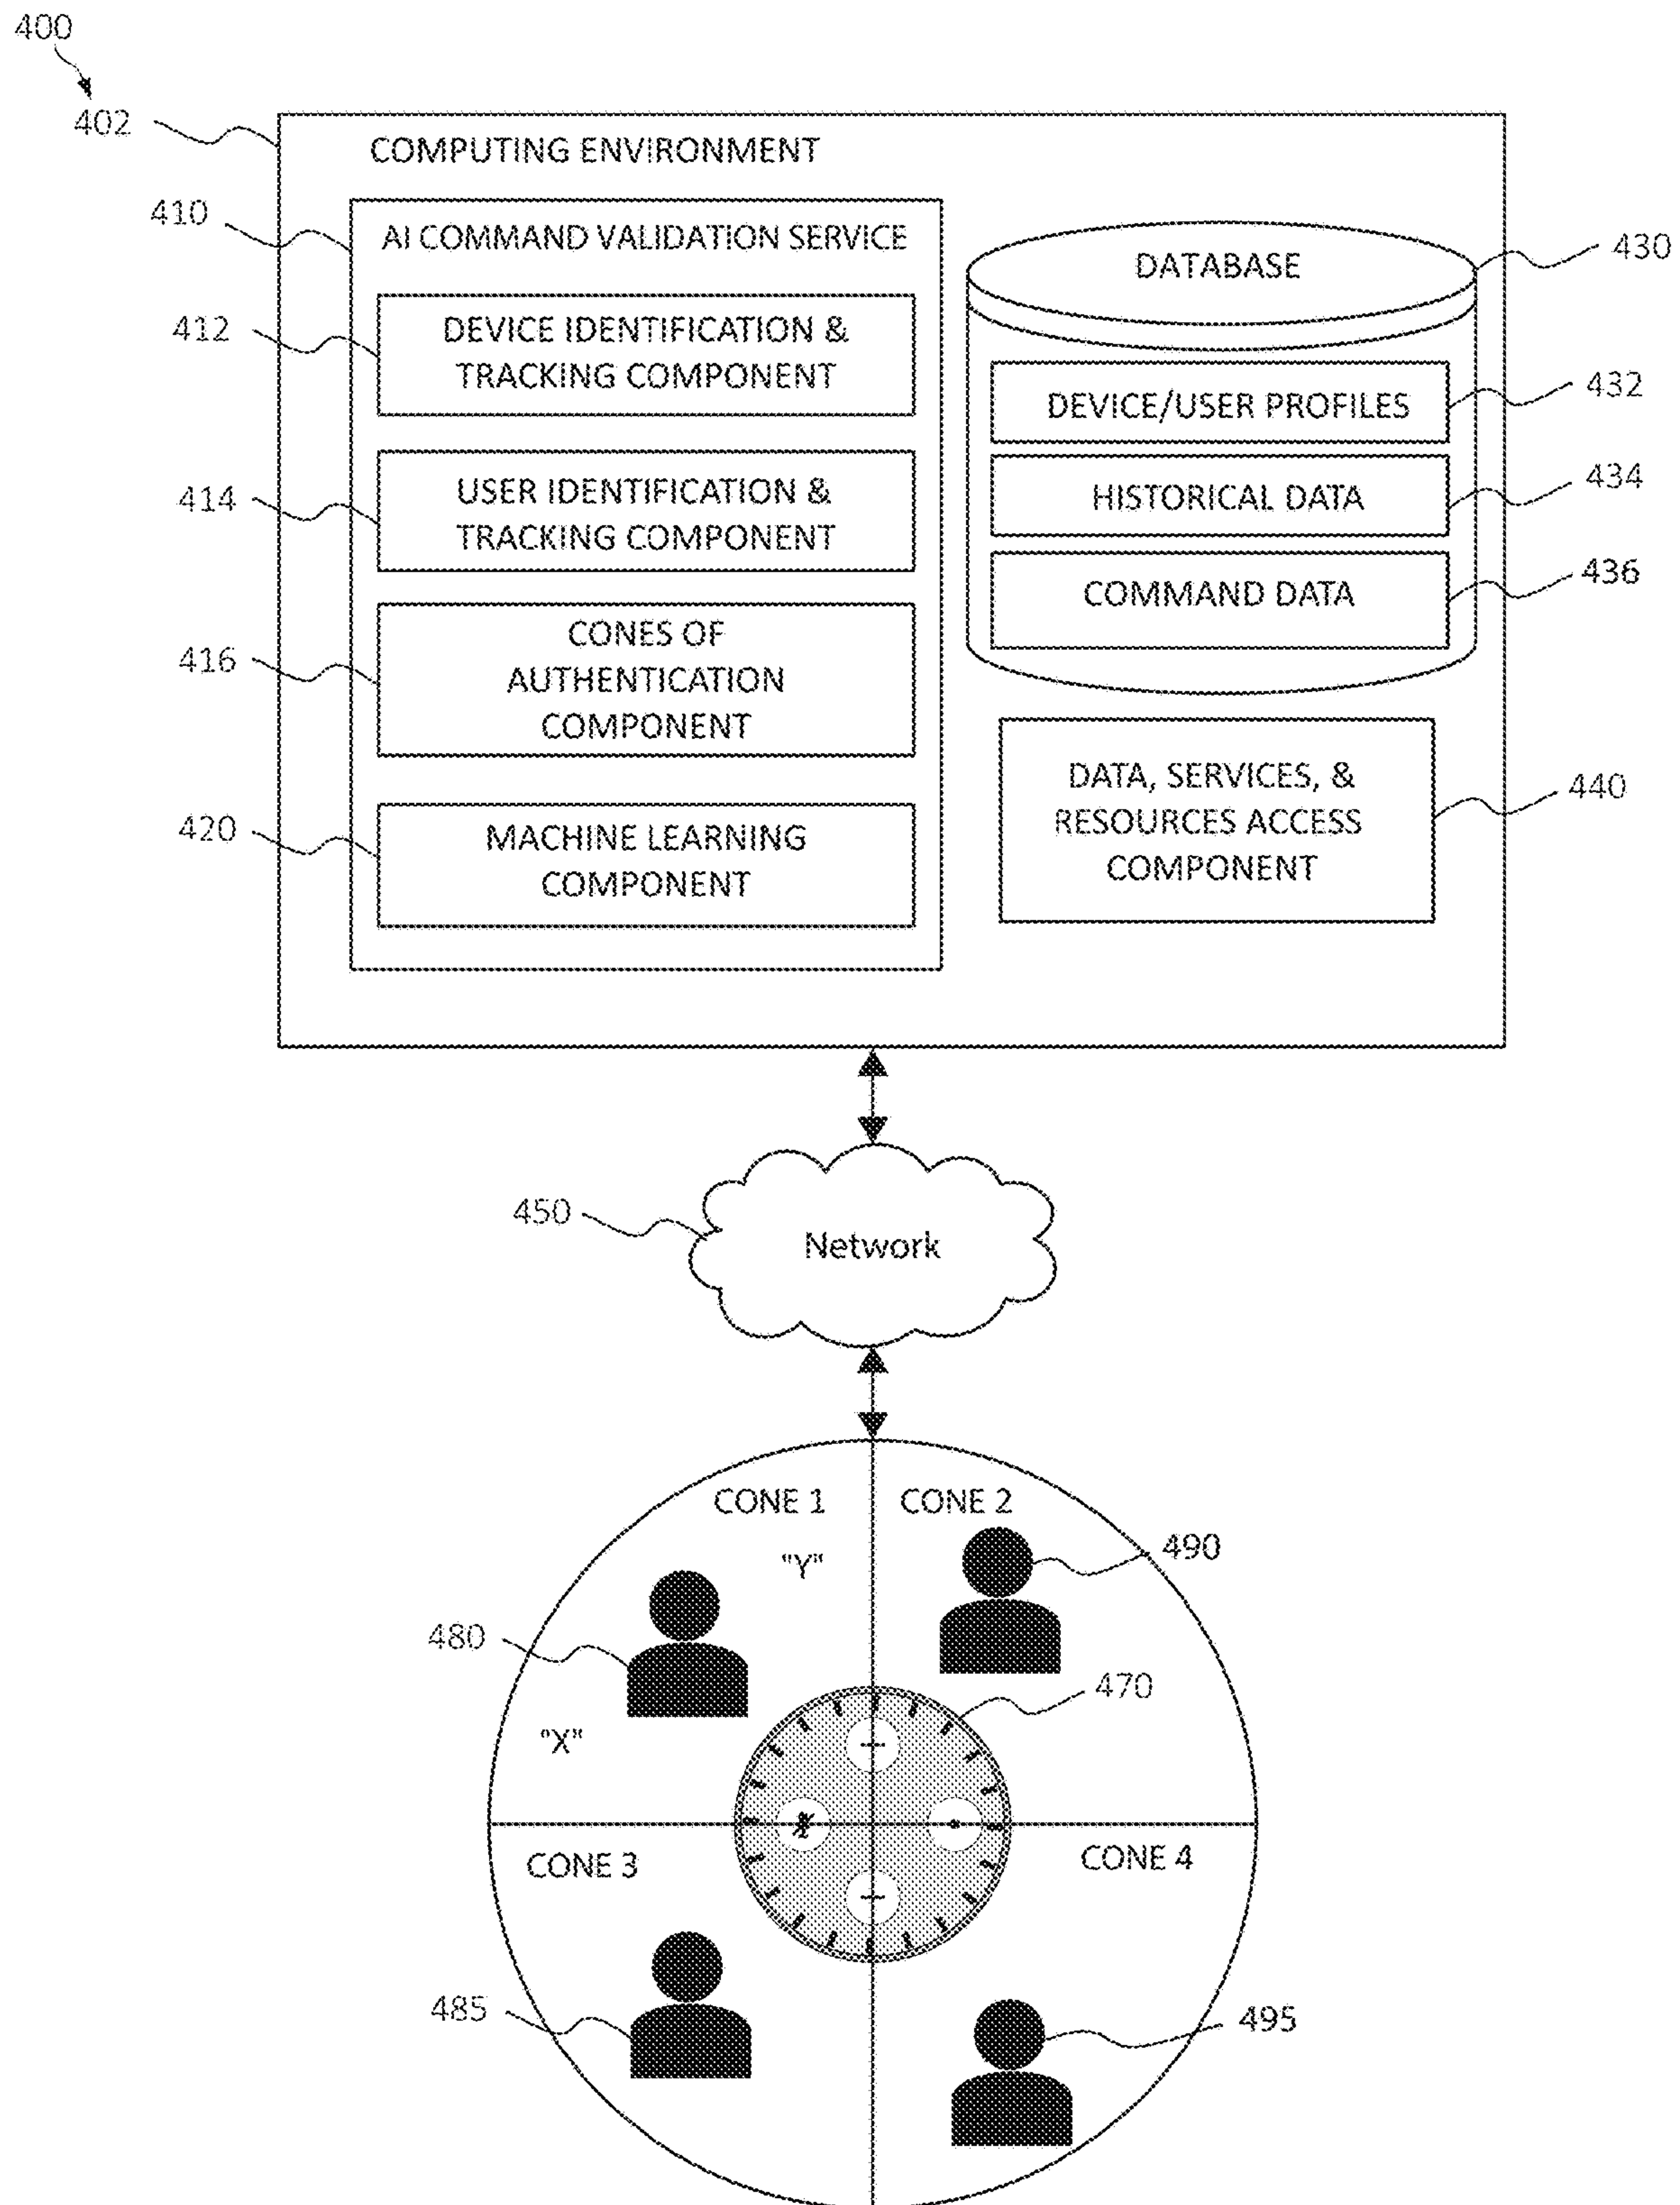 400
402
COMPUTING ENVIRONMENT
410
AI COMMAND VALIDATION SERVICE
412
DEVICE IDENTIFICATION &
TRACKING COMPONENT
414
USER IDENTIFICATION &
TRACKING COMPONENT
416
CONES OF
AUTHENTICATION
COMPONENT
420
MACHINE LEARNING
COMPONENT
DATABASE
430
DEVICE/USER PROFILES
432
HISTORICAL DATA
434
COMMAND DATA
436
DATA, SERVICES, &
RESOURCES ACCESS
COMPONENT
440
450
Network
CONE 1
CONE 2
"Y"
490
480
470
"X"
CONE 3
CONE 4
485
495